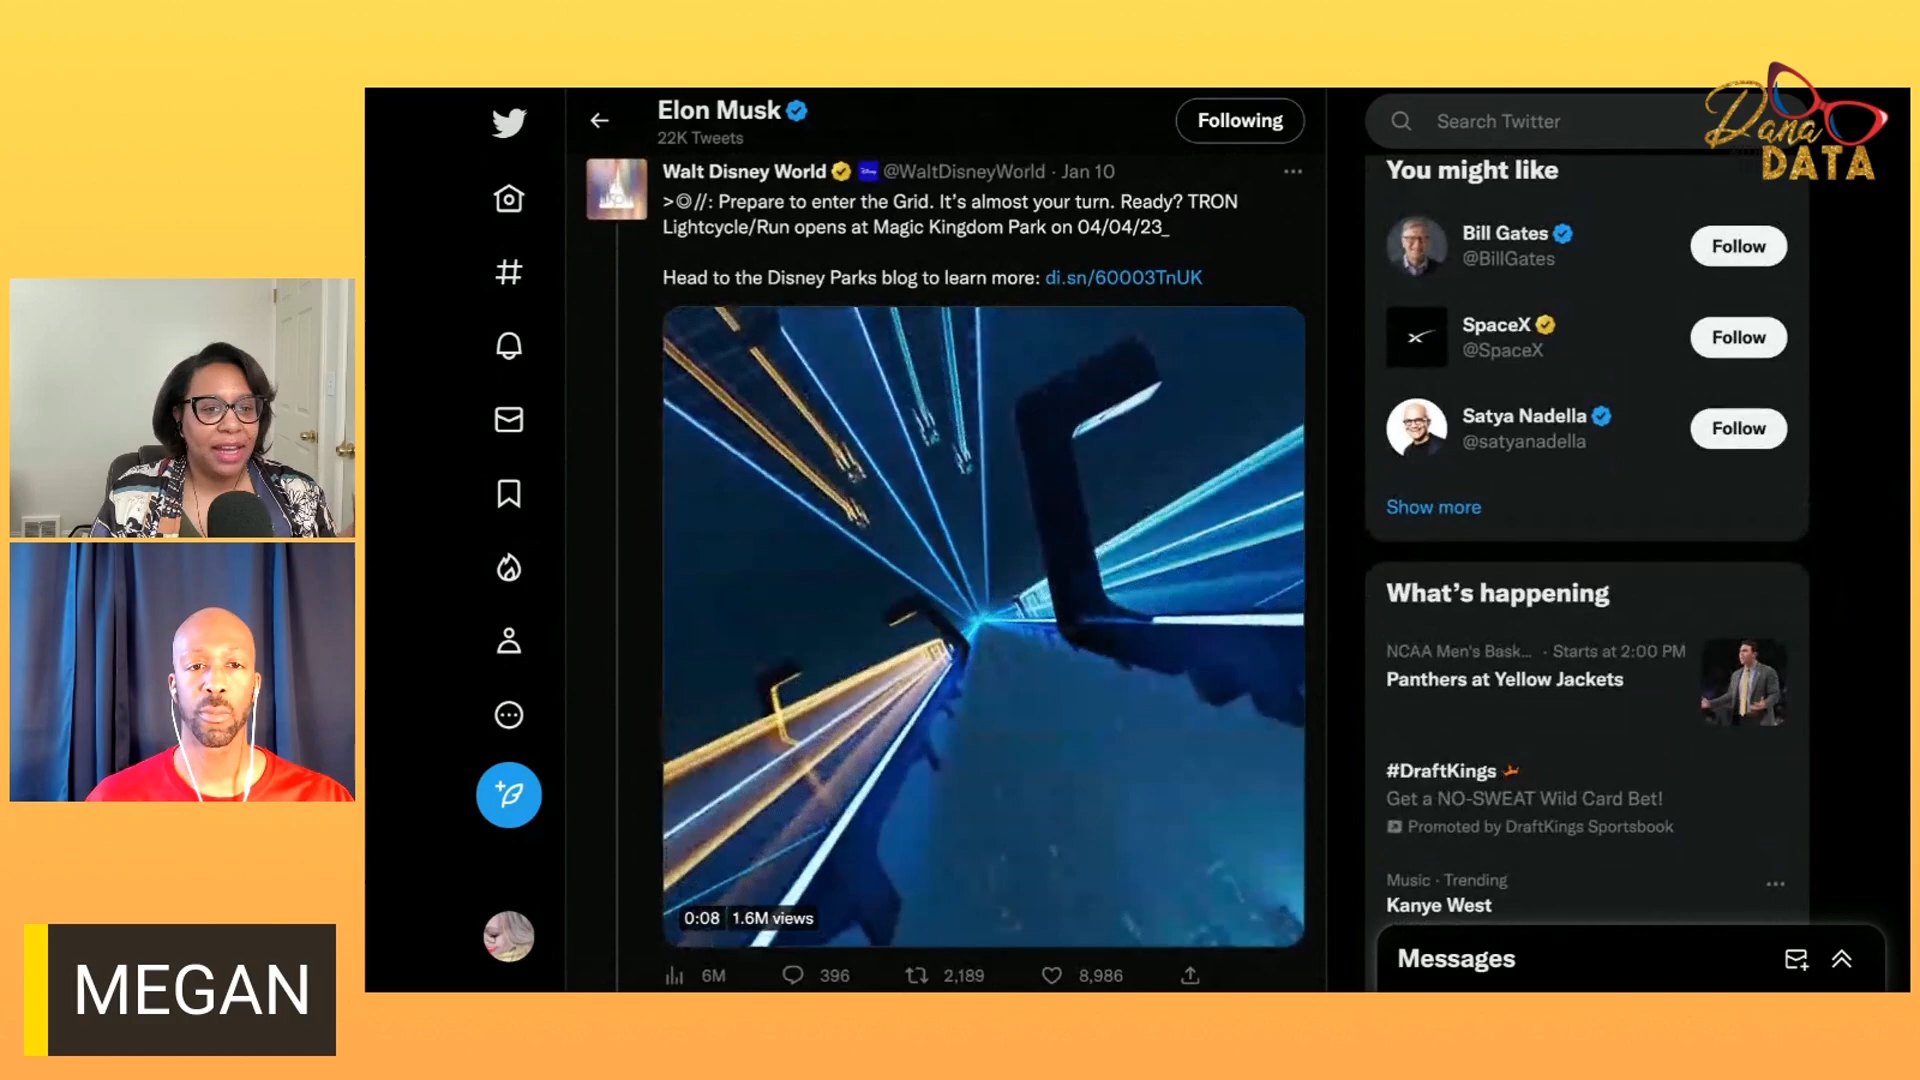 Elon Musk
22K Tweets
Following
Search Twitter
Dana
DATA
Walt Disney World @WaltDisneyWorld · Jan 10
>◎//: Prepare to enter the Grid. It's almost your turn. Ready? TRON
Lightcycle/Run opens at Magic Kingdom Park on 04/04/23_
Head to the Disney Parks blog to learn more: di.sn/60003TnUK
0:08 1.6M views
6M 396 2,189 8,986
You might like
Bill Gates
@BillGates
Follow
SpaceX
@SpaceX
Follow
Satya Nadella
@satyanadella
Follow
Show more
What's happening
NCAA Men's Bask... · Starts at 2:00 PM
Panthers at Yellow Jackets
#DraftKings
Get a NO-SWEAT Wild Card Bet!
Promoted by DraftKings Sportsbook
Music · Trending
Kanye West
Messages
MEGAN